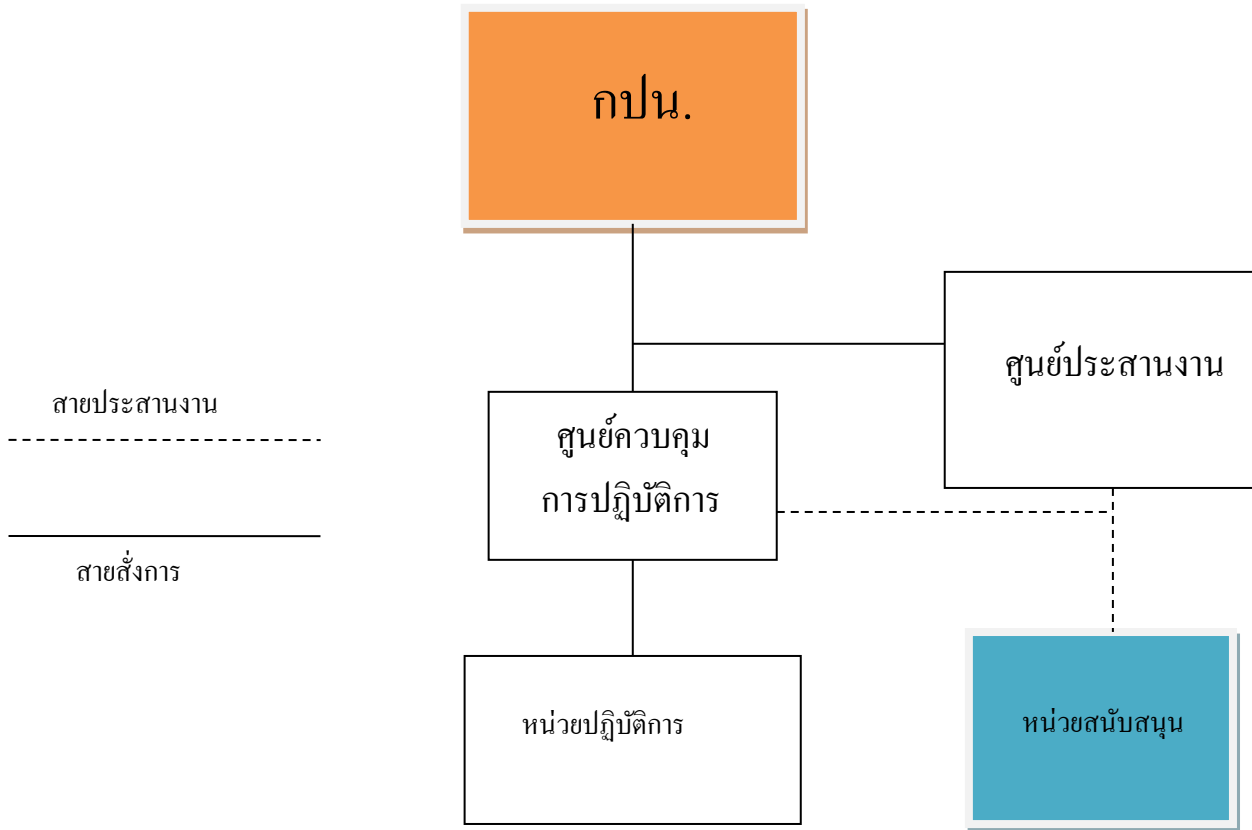 กปน.
ศูนย์ประสานงาน
สายประสานงาน
ศูนย์ควบคุม
การปฏิบัติการ
สายสั่งการ
หน่วยปฏิบัติการ
หน่วยสนับสนุน